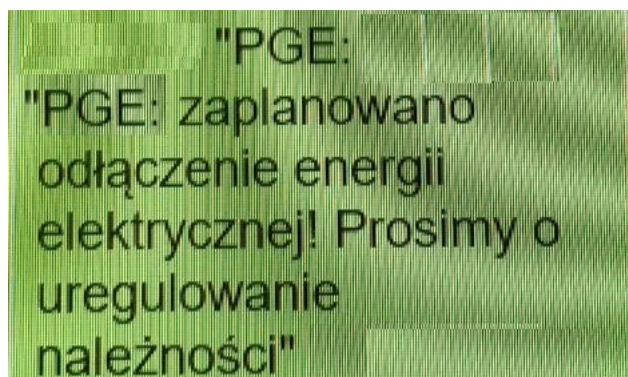 "PGE:
"PGE: zaplanowano
odłączenie energii
elektrycznej! Prosimy o
uregulowanie
należności"